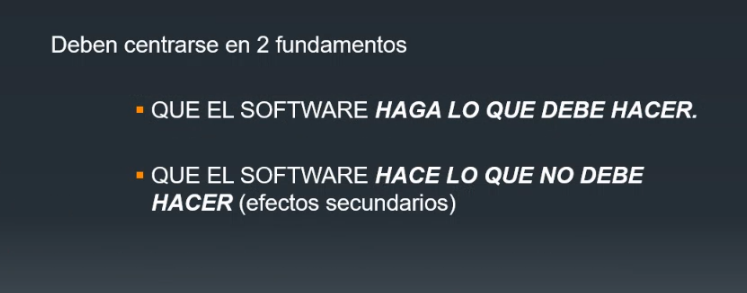 Deben centrarse en 2 fundamentos
▪ QUE EL SOFTWARE HAGA LO QUE DEBE HACER.
▪ QUE EL SOFTWARE HACE LO QUE NO DEBE
HACER (efectos secundarios)